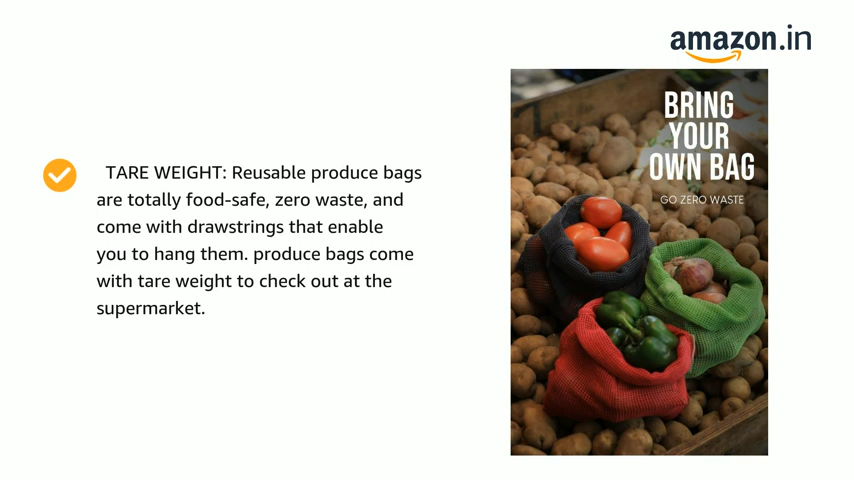 amazon.in
BRING
YOUR
OWN BAG
GO ZERO WASTE
TARE WEIGHT: Reusable produce bags
are totally food-safe, zero waste, and
come with drawstrings that enable
you to hang them. produce bags come
with tare weight to check out at the
supermarket.